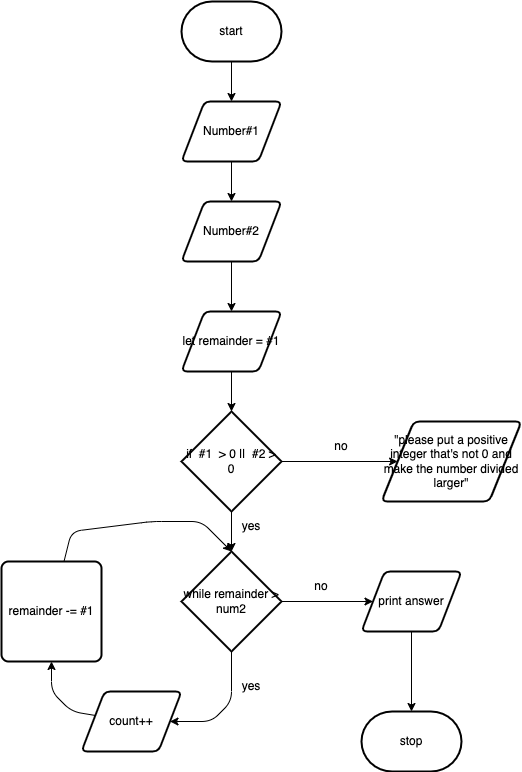 start
Number#1
Number#2
let remainder = #1
if  #1  > 0 ||  #2 >
0
no
"please put a positive
integer that's not 0 and
make the number divided
larger"
yes
while remainder >
num2
no
print answer
remainder -= #1
yes
count++
stop